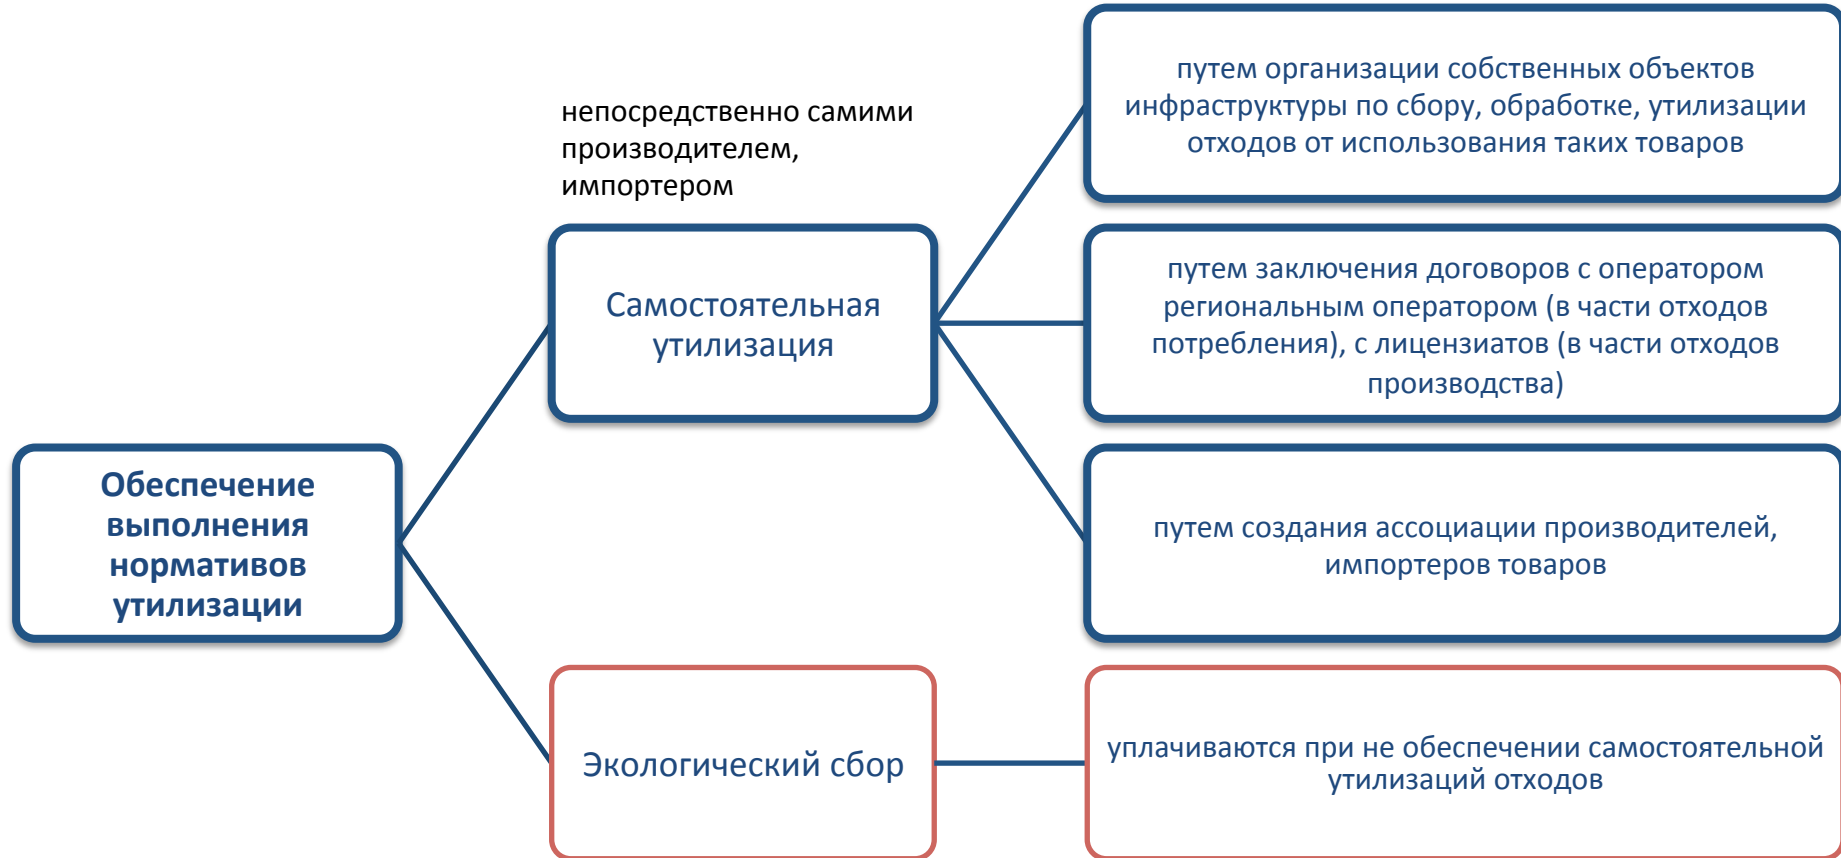 непосредственно самими
производителем,
импортером
путем организации собственных объектов
инфраструктуры по сбору, обработке, утилизации
отходов от использования таких товаров
Самостоятельная
утилизация
путем заключения договоров с оператором
региональным оператором (в части отходов
потребления), с лицензиатов (в части отходов
производства)
Обеспечение
выполнения
нормативов
утилизации
путем создания ассоциации производителей,
импортеров товаров
Экологический сбор
уплачиваются при не обеспечении самостоятельной
утилизаций отходов